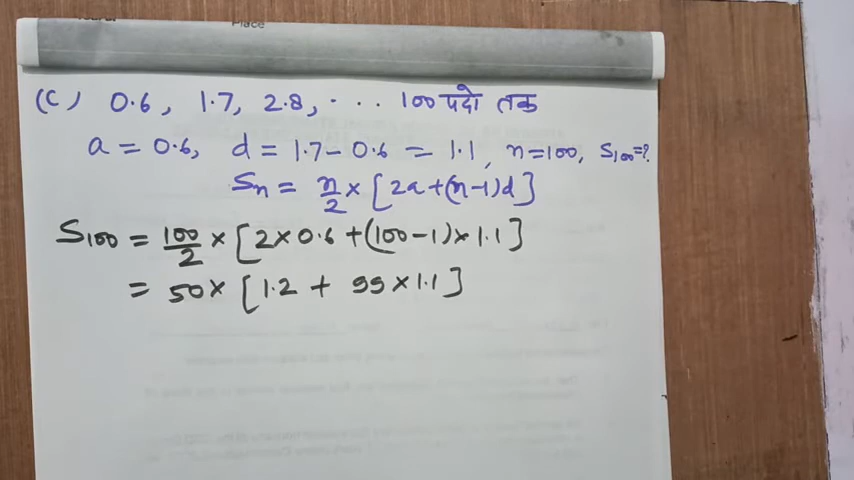 Place
(C) 0.6, 1.7, 2.8, . . . 100 पदो तक
a = 0.6, d = 1.7-0.6 = 1.1, n=100, S₁₀₀=?
Sₙ = n/2 × [2a+(n-1)d]
S₁₀₀ = 100/2 × [2×0.6+(100-1)×1.1]
= 50× [1.2 + 99×1.1]